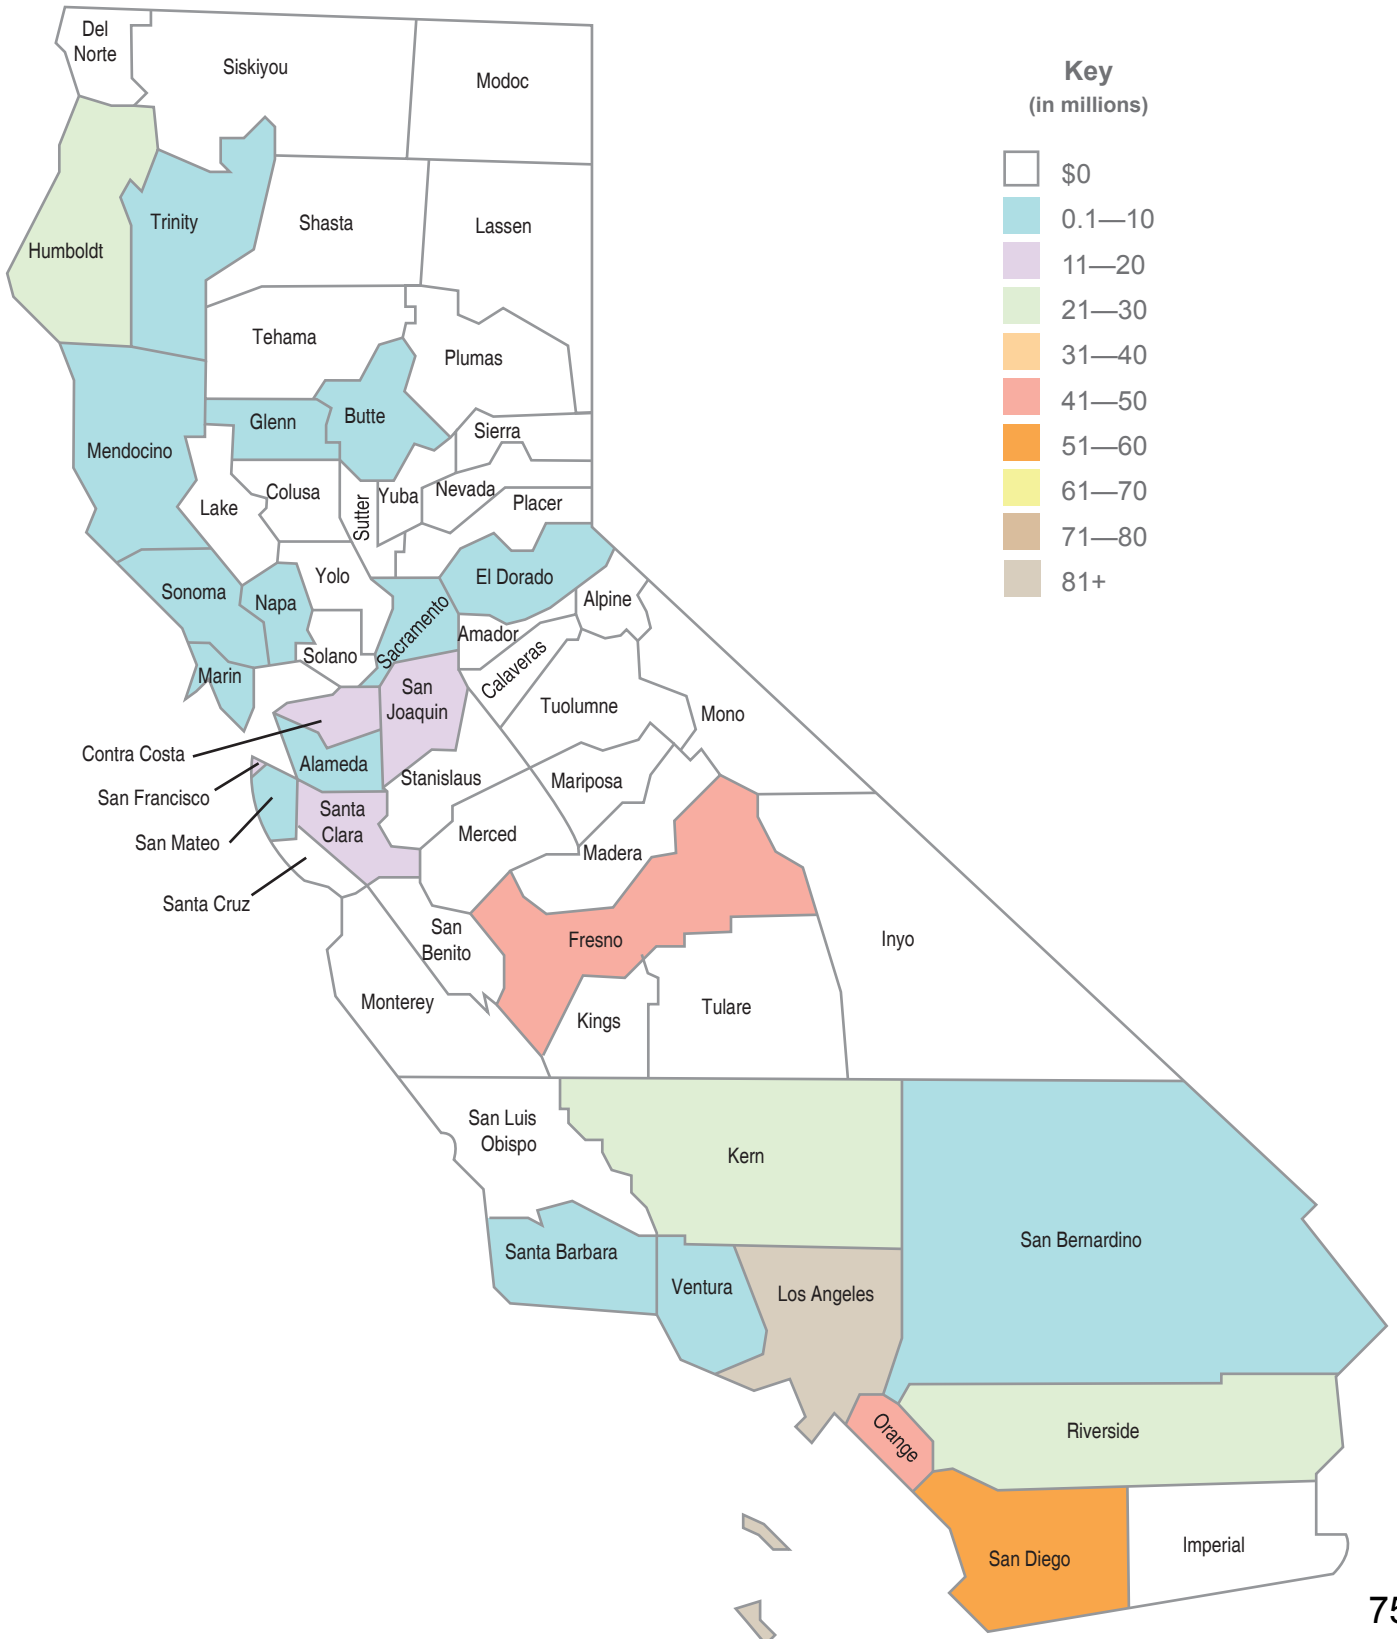 Key
(in millions)
$0
0.1—10
11—20
21—30
31—40
41—50
51—60
61—70
71—80
81+
Del
Norte
Siskiyou
Modoc
Humboldt
Trinity
Shasta
Lassen
Tehama
Plumas
Mendocino
Glenn
Butte
Sierra
Lake
Colusa
Sutter
Yuba
Nevada
Placer
Sonoma
Napa
Yolo
El Dorado
Alpine
Marin
Solano
Sacramento
Amador
Calaveras
San
Joaquin
Tuolumne
Mono
Contra Costa
Alameda
Stanislaus
Mariposa
San Francisco
Santa
Clara
San Mateo
Merced
Madera
Santa Cruz
San
Benito
Fresno
Inyo
Monterey
Kings
Tulare
San Luis
Obispo
Kern
San Bernardino
Santa Barbara
Ventura
Los Angeles
Orange
Riverside
San Diego
Imperial
75